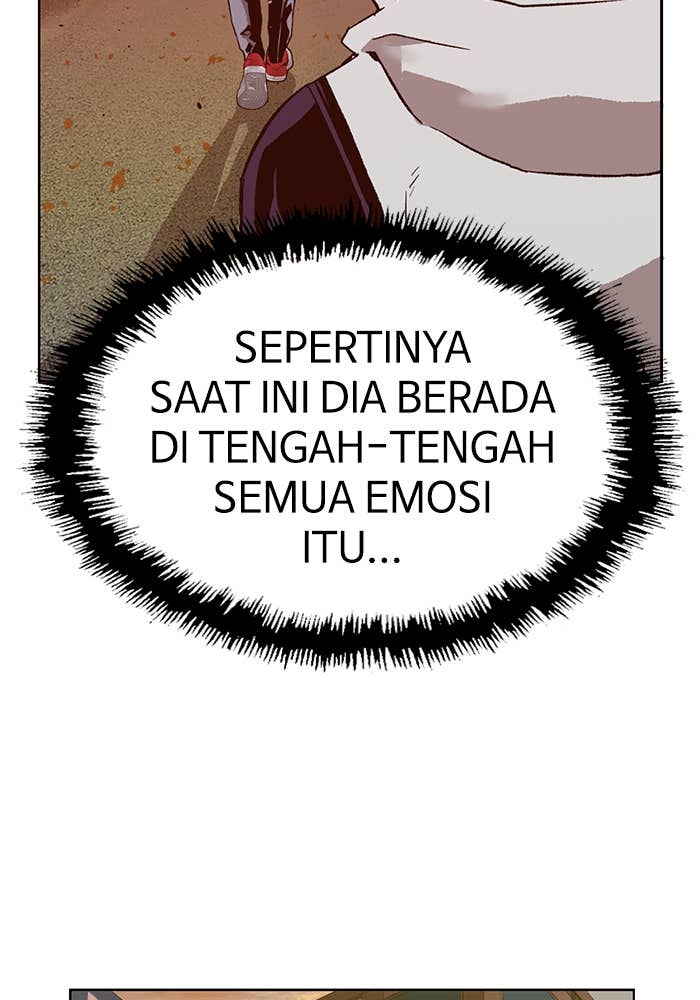 SEPERTINYA
SAAT INI DIA BERADA
DI TENGAH-TENGAH
SEMUA EMOSI
ITU...